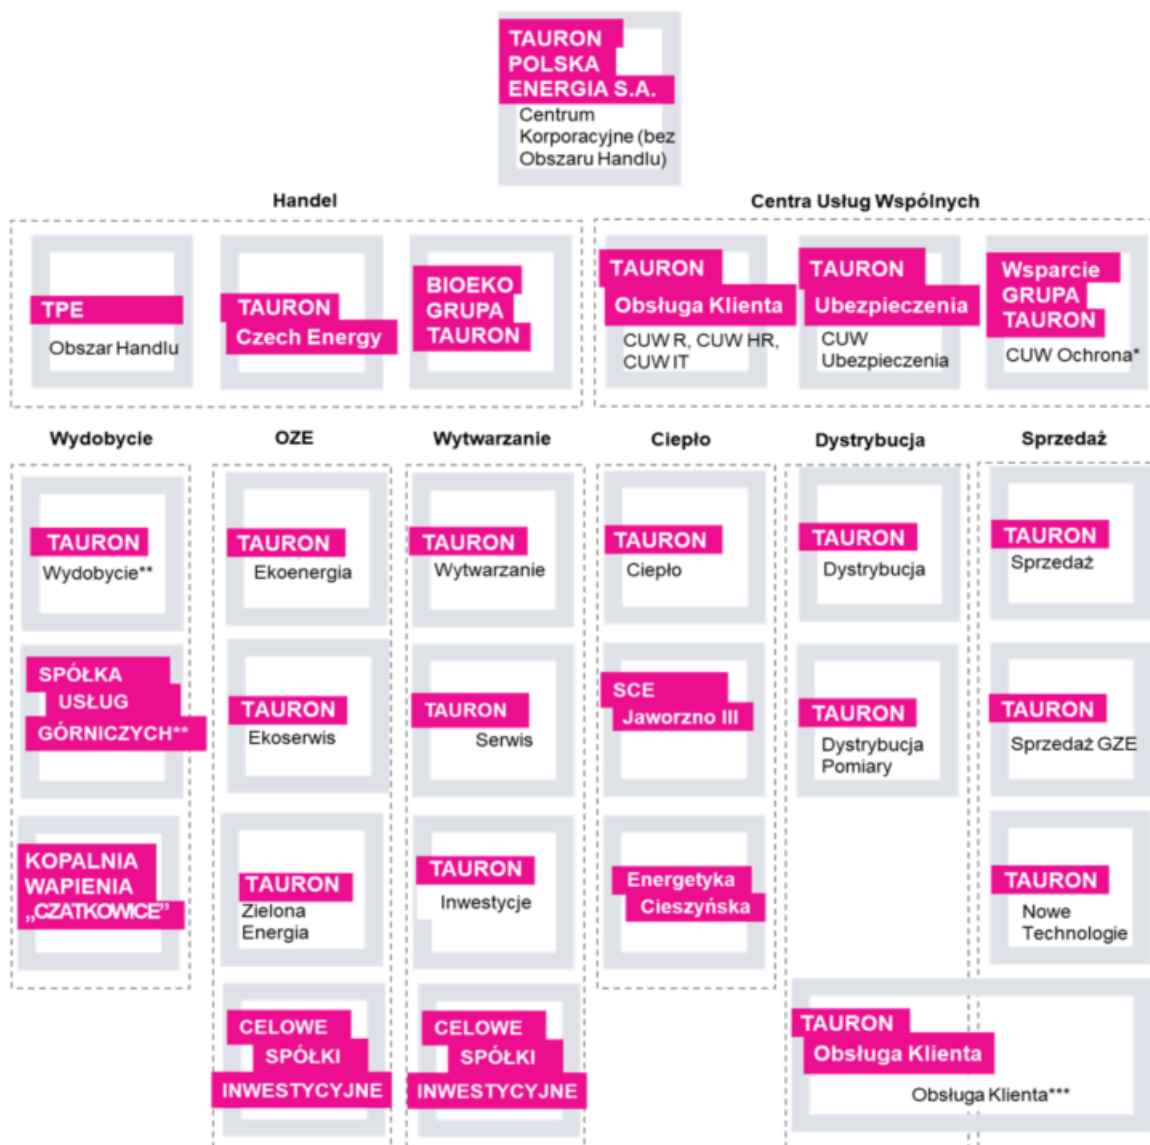 TAURON
POLSKA
ENERGIA S.A.
Centrum
Korporacyjne (bez
Obszaru Handlu)
Handel
TPE
Obszar Handlu
TAURON
Czech Energy
BIOEKO
GRUPA
TAURON
Centra Usług Wspólnych
TAURON
Obsługa Klienta
CUW R, CUW HR,
CUW IT
TAURON
Ubezpieczenia
CUW
Ubezpieczenia
Wsparcie
GRUPA
TAURON
CUW Ochrona*
Wydobycie
TAURON
Wydobycie**
SPÓŁKA
USŁUG
GÓRNICZYCH**
KOPALNIA
WAPIENIA
„CZATKOWICE”
OZE
TAURON
Ekoenergia
TAURON
Ekoserwis
TAURON
Zielona
Energia
CELOWE
SPÓŁKI
INWESTYCYJNE
Wytwarzanie
TAURON
Wytwarzanie
TAURON
Serwis
TAURON
Inwestycje
CELOWE
SPÓŁKI
INWESTYCYJNE
Ciepło
TAURON
Ciepło
SCE
Jaworzno III
Energetyka
Cieszyńska
Dystrybucja
TAURON
Dystrybucja
TAURON
Dystrybucja
Pomiary
Sprzedaż
TAURON
Sprzedaż
TAURON
Sprzedaż GZE
TAURON
Nowe
Technologie
TAURON
Obsługa Klienta
Obsługa Klienta***